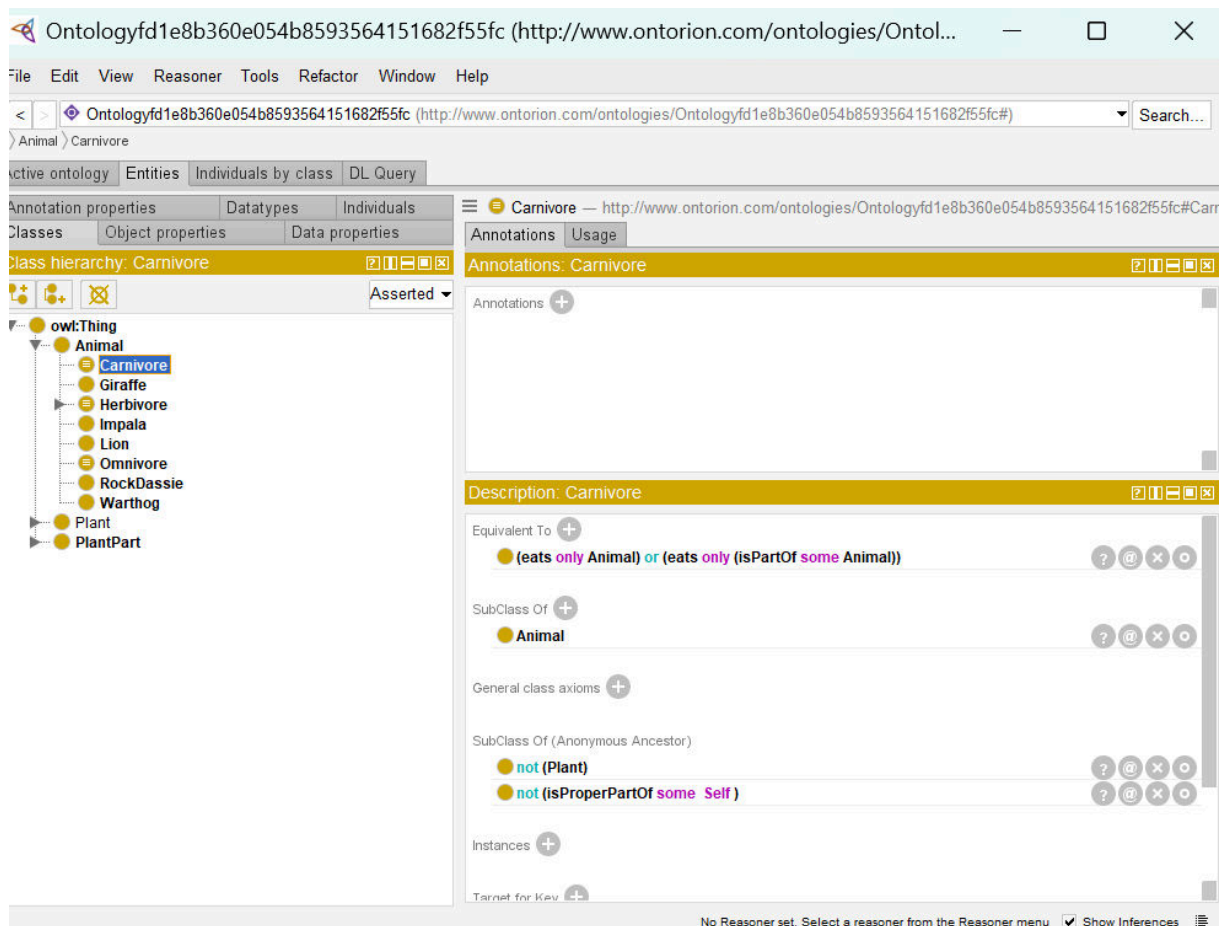 Ontologyfd1e8b360e054b8593564151682f55fc (http://www.ontorion.com/ontologies/Ontol...
File Edit View Reasoner Tools Refactor Window Help
< > Ontologyfd1e8b360e054b8593564151682f55fc (http://www.ontorion.com/ontologies/Ontologyfd1e8b360e054b8593564151682f55fc#) Search...
Animal Carnivore
Active ontology Entities Individuals by class DL Query
Annotation properties Datatypes Individuals
Classes Object properties Data properties
Class hierarchy: Carnivore
Asserted
owl:Thing
Animal
Carnivore
Giraffe
Herbivore
Impala
Lion
Omnivore
RockDassie
Warthog
Plant
PlantPart
Carnivore — http://www.ontorion.com/ontologies/Ontologyfd1e8b360e054b8593564151682f55fc#Carr
Annotations Usage
Annotations: Carnivore
Annotations
Description: Carnivore
Equivalent To
(eats only Animal) or (eats only (isPartOf some Animal))
SubClass Of
Animal
General class axioms
SubClass Of (Anonymous Ancestor)
not (Plant)
not (isProperPartOf some Self )
Instances
Target for Key
No Reasoner set. Select a reasoner from the Reasoner menu Show Inferences